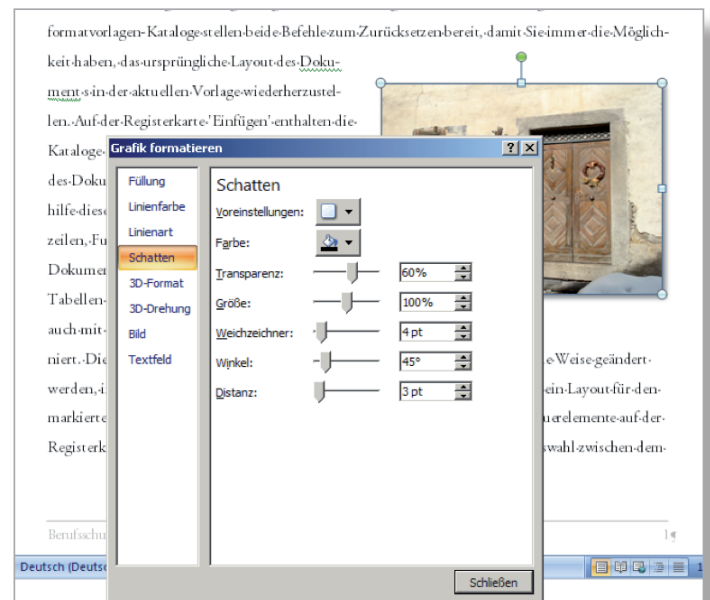 formatvorlagen-Kataloge·stellen·beide·Befehle·zum·Zurücksetzen·bereit,·damit·Sie·immer·die·Möglich-
keit·haben,·das·ursprüngliche·Layout·des·Doku-
ment·s·in·der·aktuellen·Vorlage·wiederherzustel-
len.·Auf·der·Registerkarte·'Einfügen'·enthalten·die·
Kataloge·
des·Doku
hilfe·diese
zeilen,·Fu
Dokumen
Tabellen-
auch·mit·
niert.·Die
e·Weise·geändert·
werden,·i
ein·Layout·für·den·
markierte
uerelemente·auf·der·
Registerk
swahl·zwischen·dem·
Grafik formatieren
Füllung
Linienfarbe
Linienart
Schatten
3D-Format
3D-Drehung
Bild
Textfeld
Schatten
Voreinstellungen:
Farbe:
Transparenz: 60%
Größe: 100%
Weichzeichner: 4 pt
Winkel: 45°
Distanz: 3 pt
Schließen
Berufsschu
1¶
Deutsch (Deutsc
1